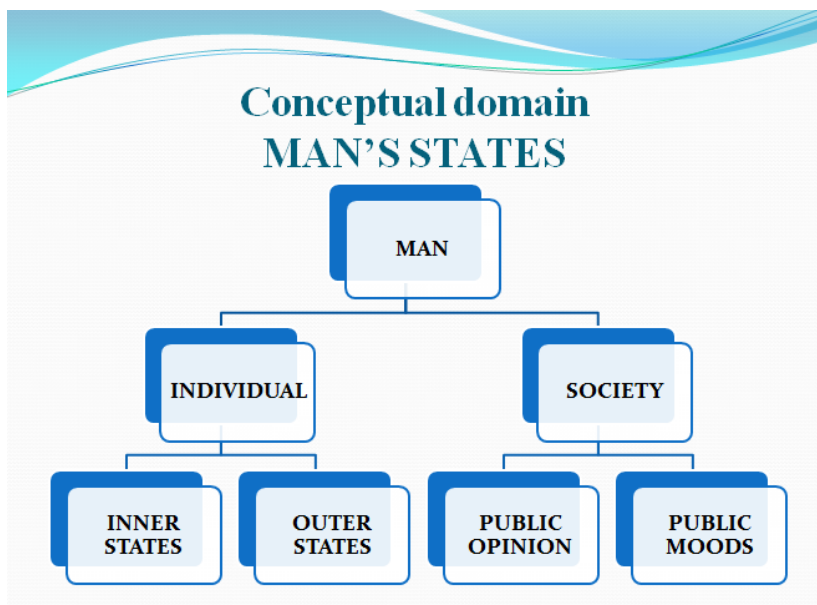 Conceptual domain
MAN'S STATES
MAN
INDIVIDUAL
SOCIETY
INNER
STATES
OUTER
STATES
PUBLIC
OPINION
PUBLIC
MOODS